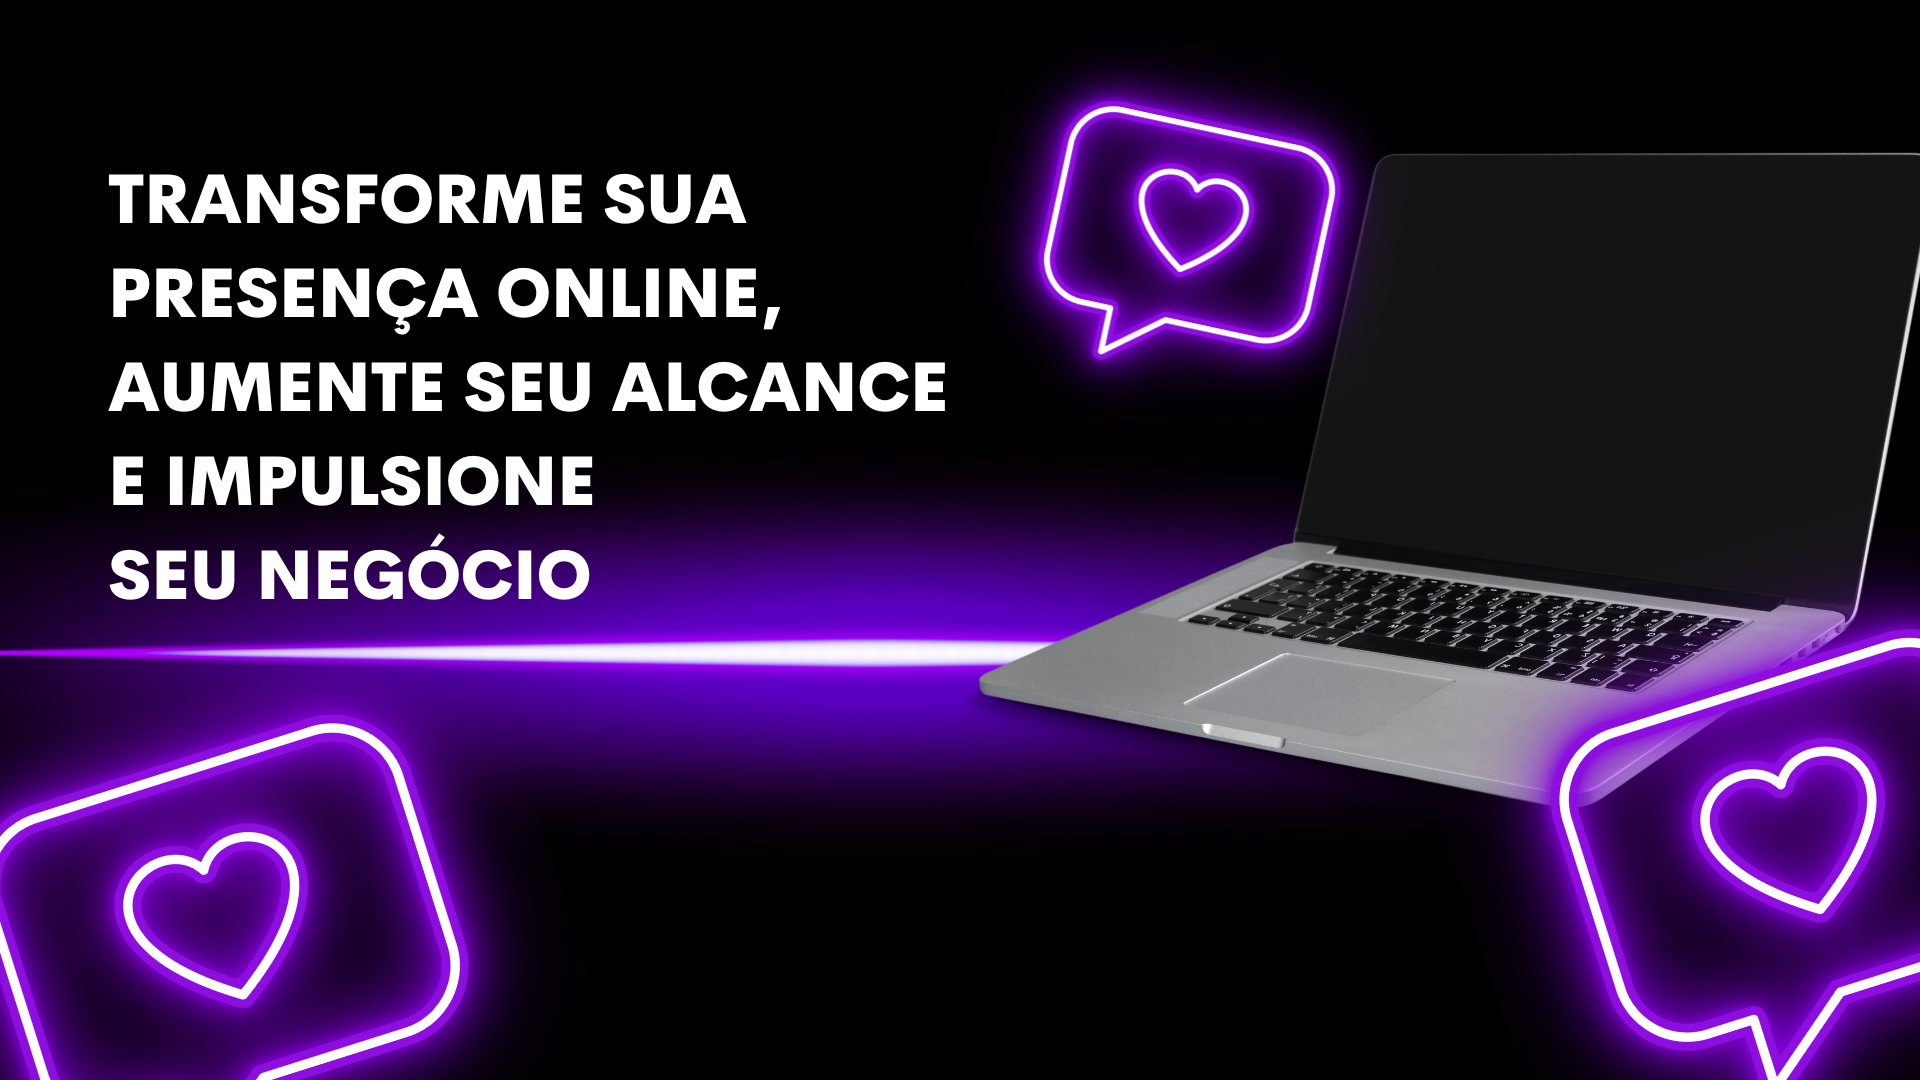 TRANSFORME SUA
PRESENÇA ONLINE,
AUMENTE SEU ALCANCE
E IMPULSIONE
SEU NEGÓCIO